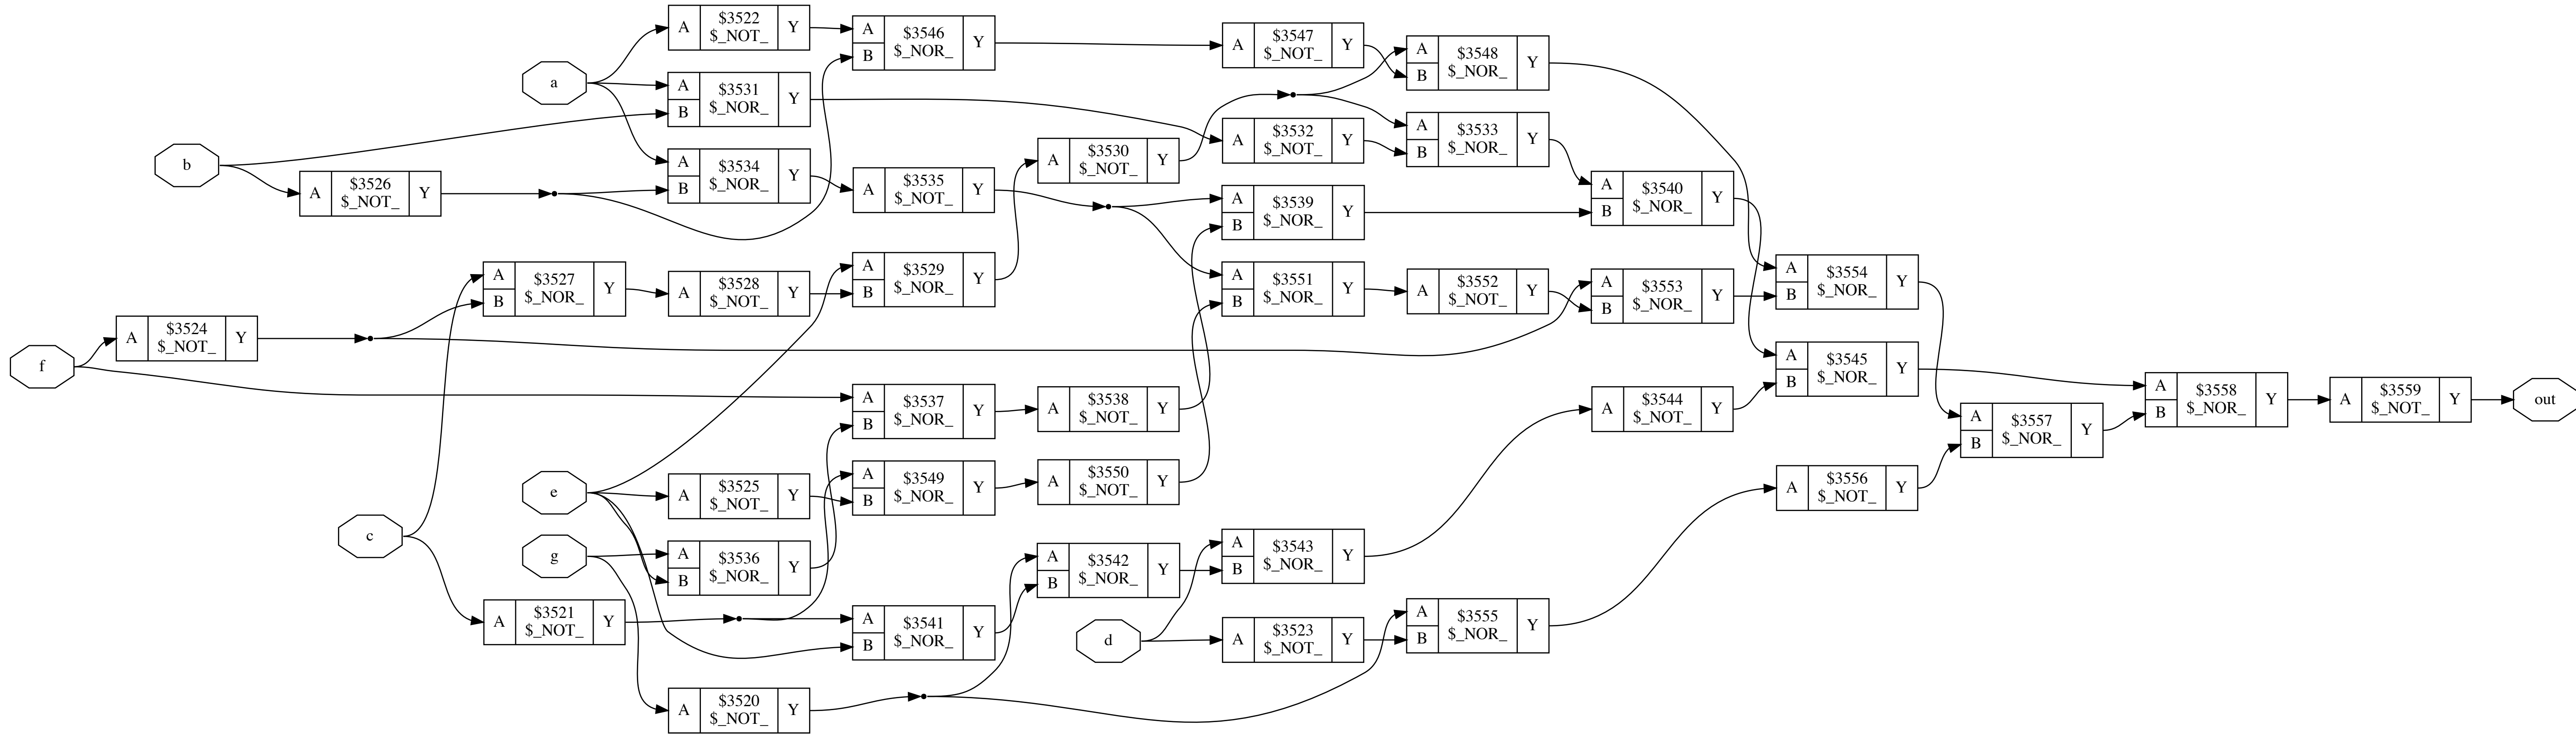 A $3522 $_NOT_ Y
A B $3546 $_NOR_ Y
A $3547 $_NOT_ Y
A B $3548 $_NOR_ Y
a
A B $3531 $_NOR_ Y
A $3532 $_NOT_ Y
A B $3533 $_NOR_ Y
b
A $3526 $_NOT_ Y
A B $3534 $_NOR_ Y
A $3535 $_NOT_ Y
A $3530 $_NOT_ Y
A B $3539 $_NOR_ Y
A B $3540 $_NOR_ Y
A B $3527 $_NOR_ Y
A $3528 $_NOT_ Y
A B $3529 $_NOR_ Y
A B $3551 $_NOR_ Y
A $3552 $_NOT_ Y
A B $3553 $_NOR_ Y
A B $3554 $_NOR_ Y
f
A $3524 $_NOT_ Y
A B $3545 $_NOR_ Y
A B $3537 $_NOR_ Y
A $3538 $_NOT_ Y
A $3544 $_NOT_ Y
A B $3557 $_NOR_ Y
A B $3558 $_NOR_ Y
A $3559 $_NOT_ Y
out
e
A $3525 $_NOT_ Y
A B $3549 $_NOR_ Y
A $3550 $_NOT_ Y
A $3556 $_NOT_ Y
c
g
A B $3536 $_NOR_ Y
A B $3542 $_NOR_ Y
A B $3543 $_NOR_ Y
A $3521 $_NOT_ Y
A B $3541 $_NOR_ Y
d
A $3523 $_NOT_ Y
A B $3555 $_NOR_ Y
A $3520 $_NOT_ Y